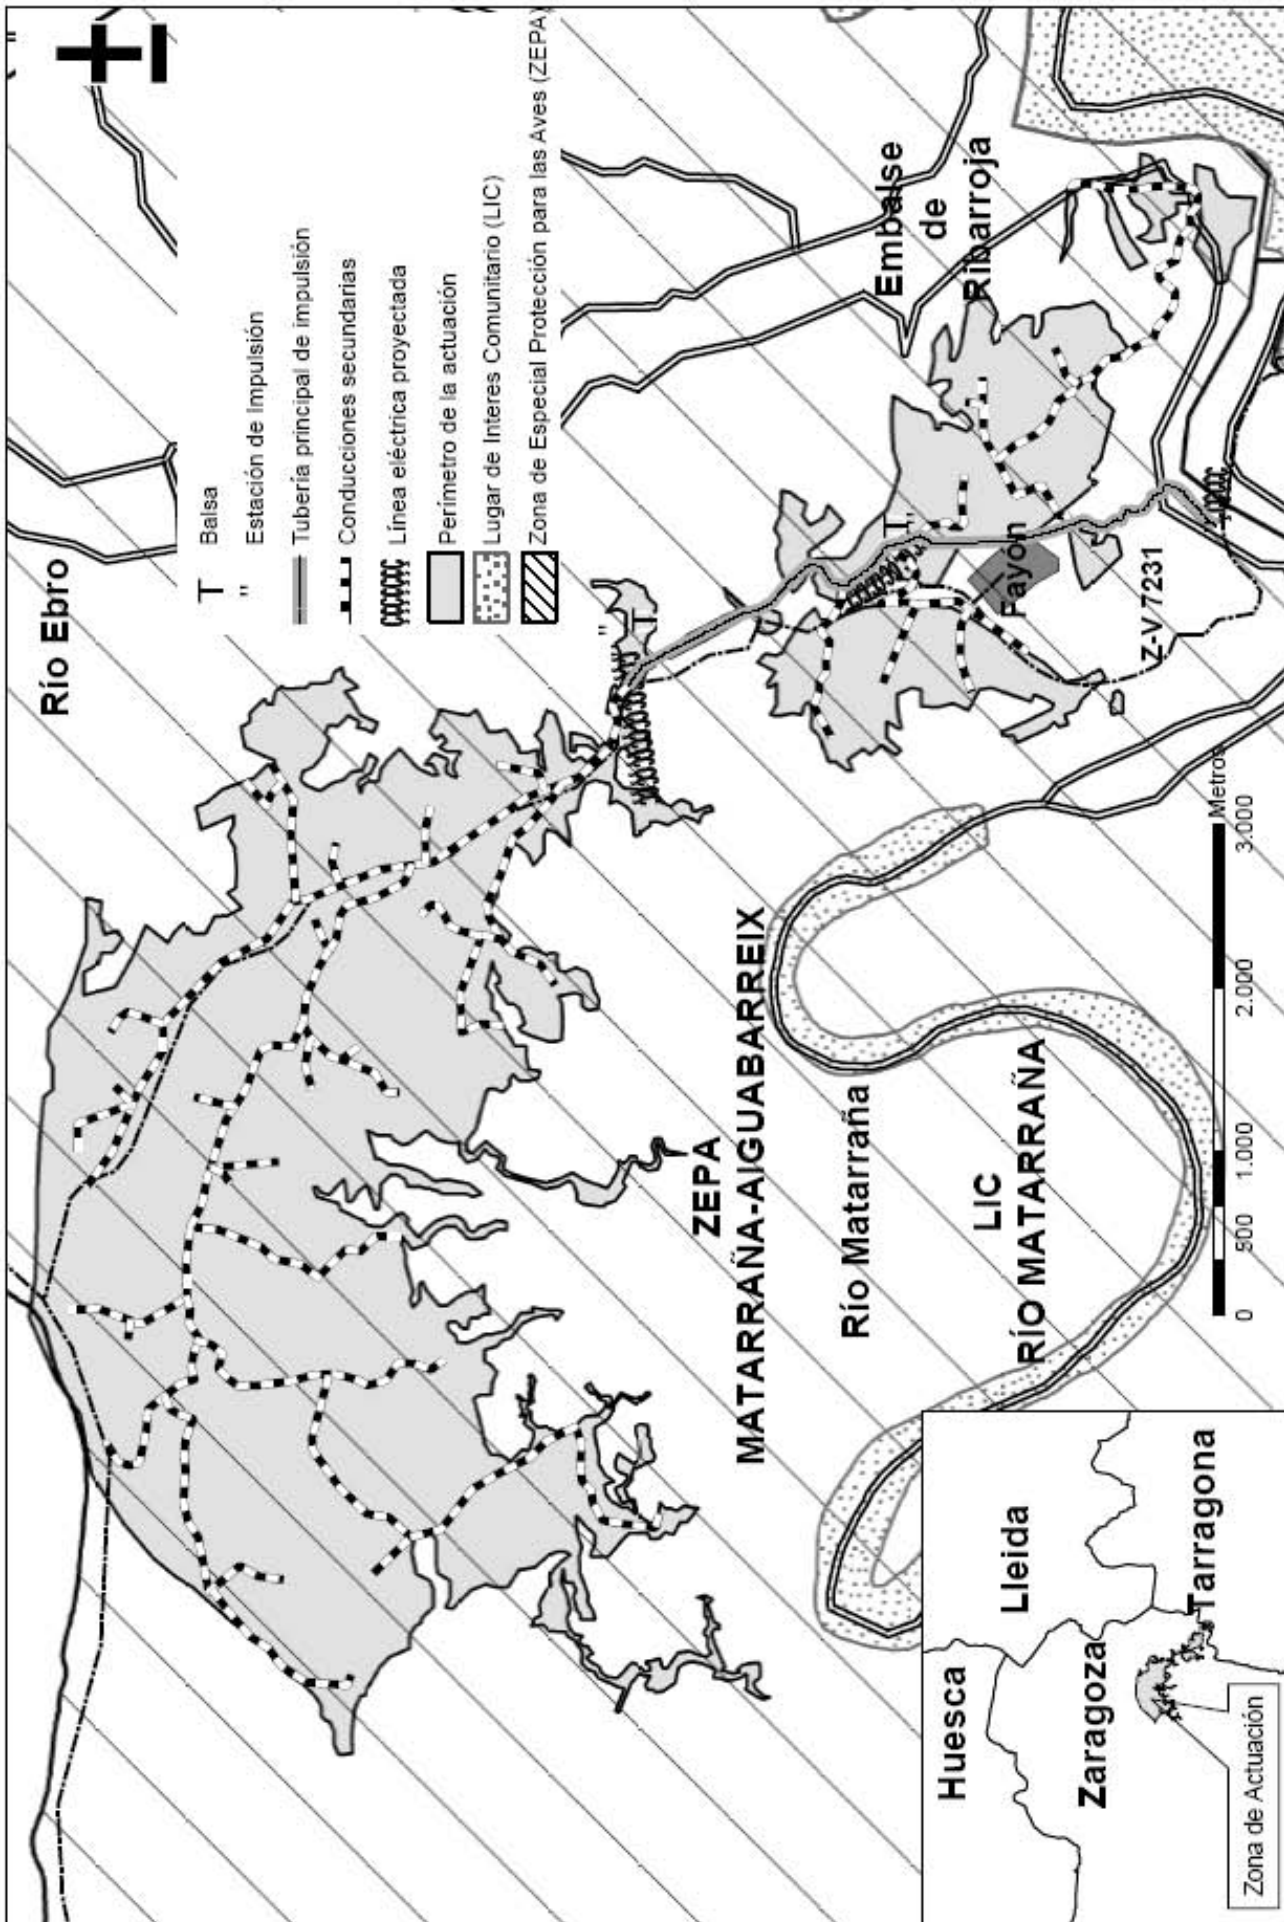 Río Ebro
T Balsa
" Estación de Impulsión
Tubería principal de impulsión
Conducciones secundarias
Línea eléctrica proyectada
Perímetro de la actuación
Lugar de Interes Comunitario (LIC)
Zona de Especial Protección para las Aves (ZEPA)
Embalse
de
Ribarroja
"
T
T
"
T
Fayón
Z-V 7231
ZEPA
MATARRAÑA-AIGUABARREIX
Río Matarraña
LIC
RÍO MATARRAÑA
0 500 1.000 2.000 3.000
Metros
Huesca
Lleida
Zaragoza
Tarragona
Zona de Actuación